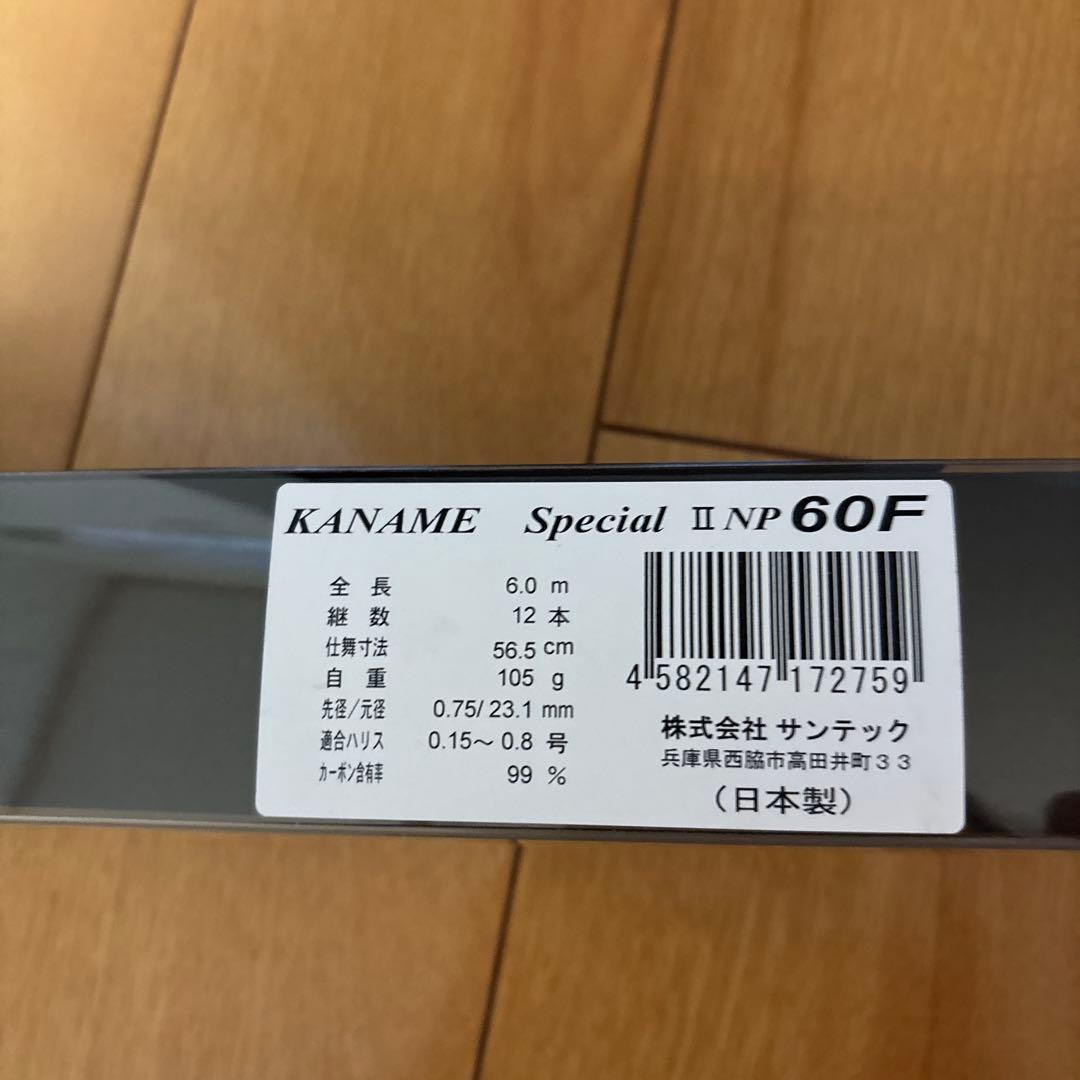 KANAME Special II NP 60F
全長 6.0 m
継数 12 本
仕舞寸法 56.5 cm
自重 105 g
先径/元径 0.75/23.1 mm
適合ハリス 0.15～0.8 号
カーボン含有率 99 %
4 582147 172759
株式会社 サンテック
兵庫県西脇市高田井町33
（日本製）